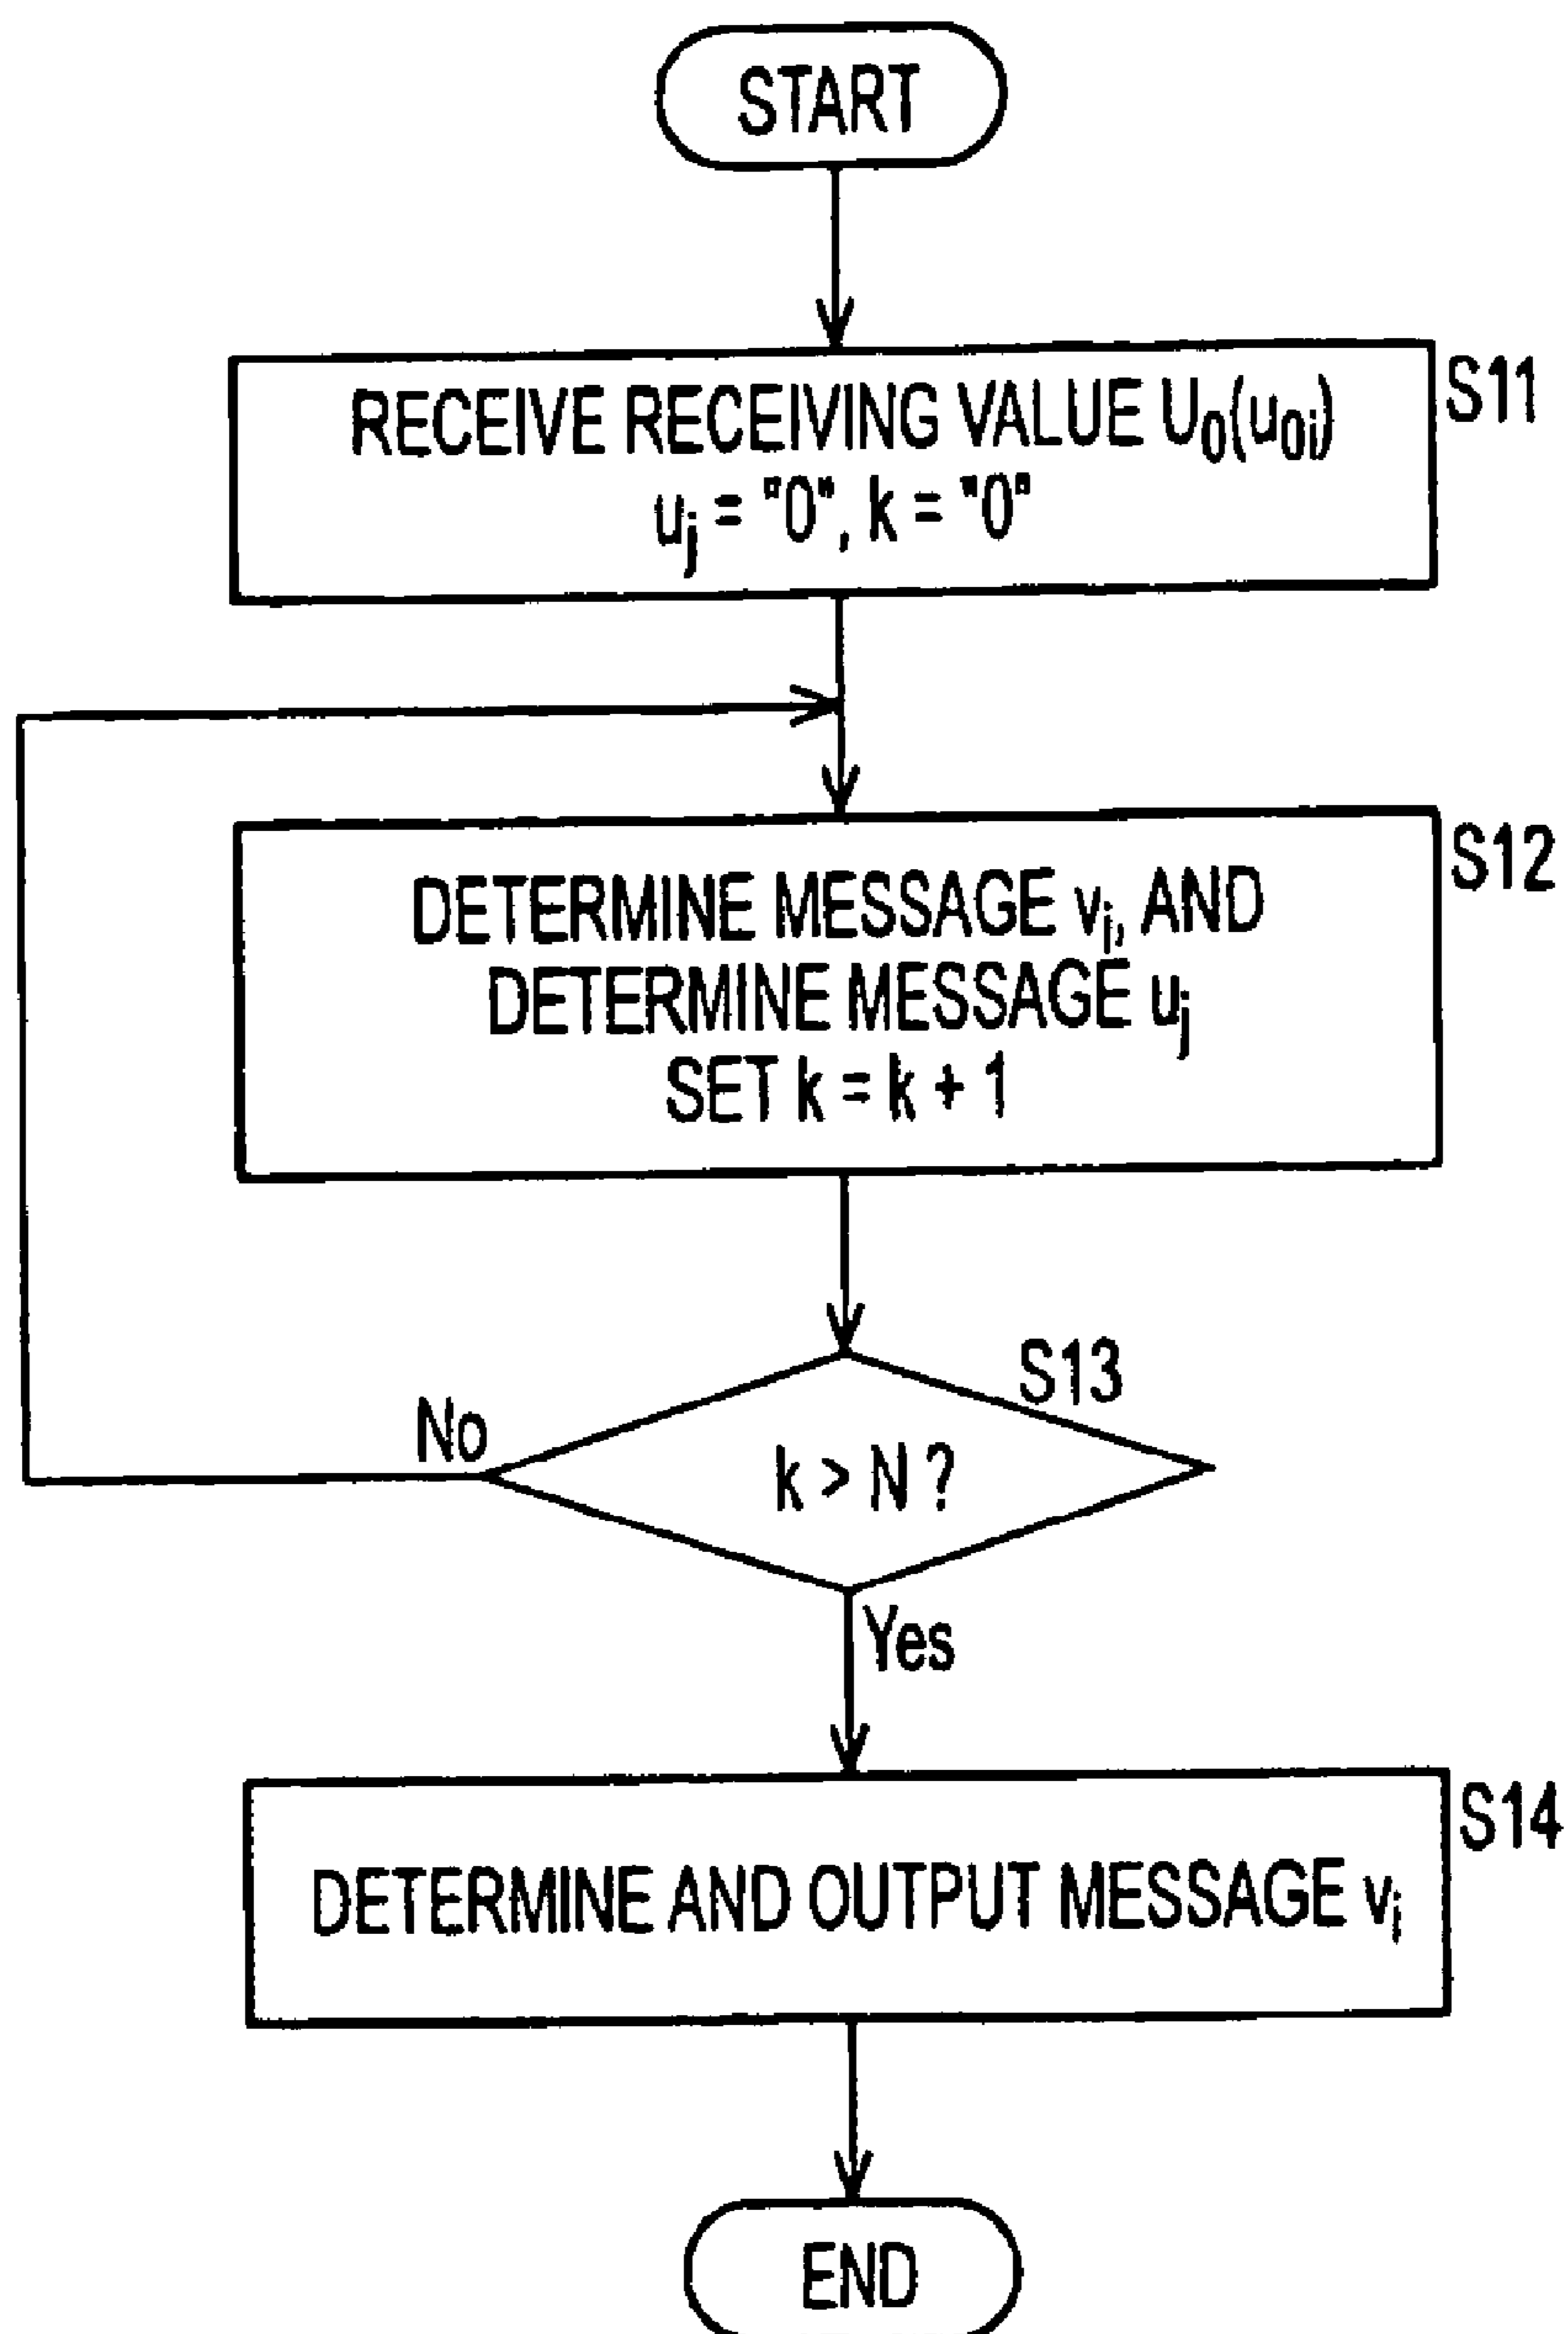 START
S11
RECEIVE RECEIVING VALUE U₀(u₀ᵢ)
uⱼ = "0", k = "0"
S12
DETERMINE MESSAGE vᵢ, AND
DETERMINE MESSAGE uⱼ
SET k = k + 1
S13
No
k > N ?
Yes
S14
DETERMINE AND OUTPUT MESSAGE vᵢ
END